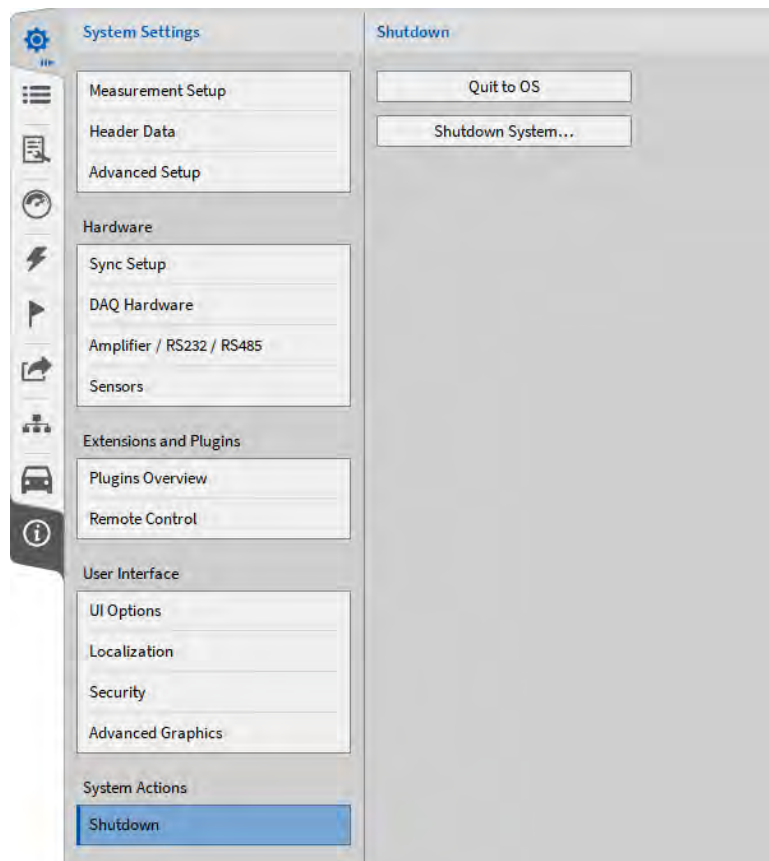 System Settings
Measurement Setup
Header Data
Advanced Setup
Hardware
Sync Setup
DAQ Hardware
Amplifier / RS232 / RS485
Sensors
Extensions and Plugins
Plugins Overview
Remote Control
User Interface
UI Options
Localization
Security
Advanced Graphics
System Actions
Shutdown
Shutdown
Quit to OS
Shutdown System...